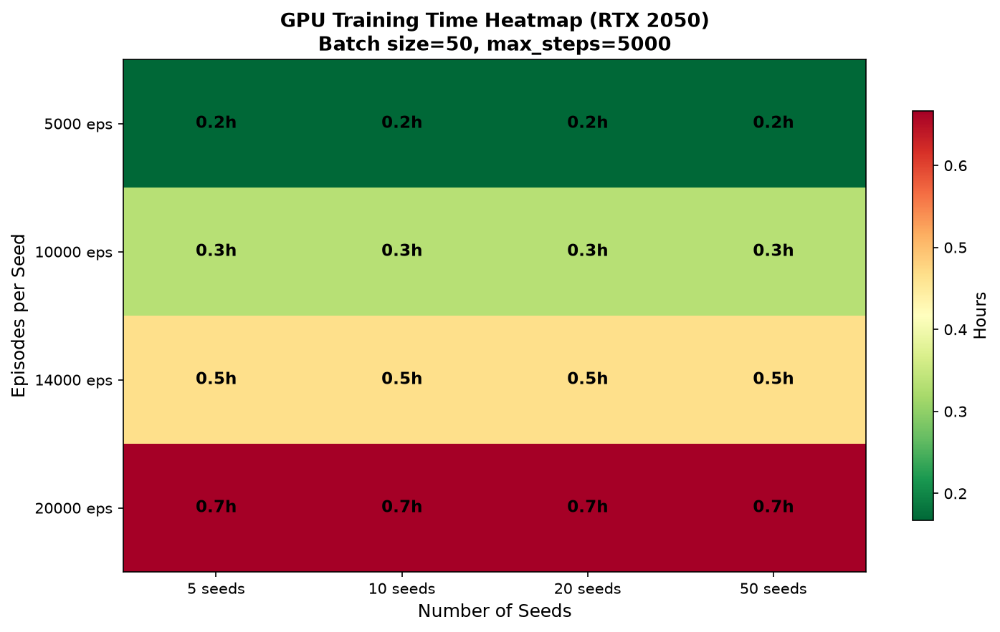 GPU Training Time Heatmap (RTX 2050)
Batch size=50, max_steps=5000
Episodes per Seed
5000 eps
0.2h 0.2h 0.2h 0.2h
10000 eps
0.3h 0.3h 0.3h 0.3h
14000 eps
0.5h 0.5h 0.5h 0.5h
20000 eps
0.7h 0.7h 0.7h 0.7h
5 seeds 10 seeds 20 seeds 50 seeds
Number of Seeds
0.6
0.5
0.4
0.3
0.2
Hours